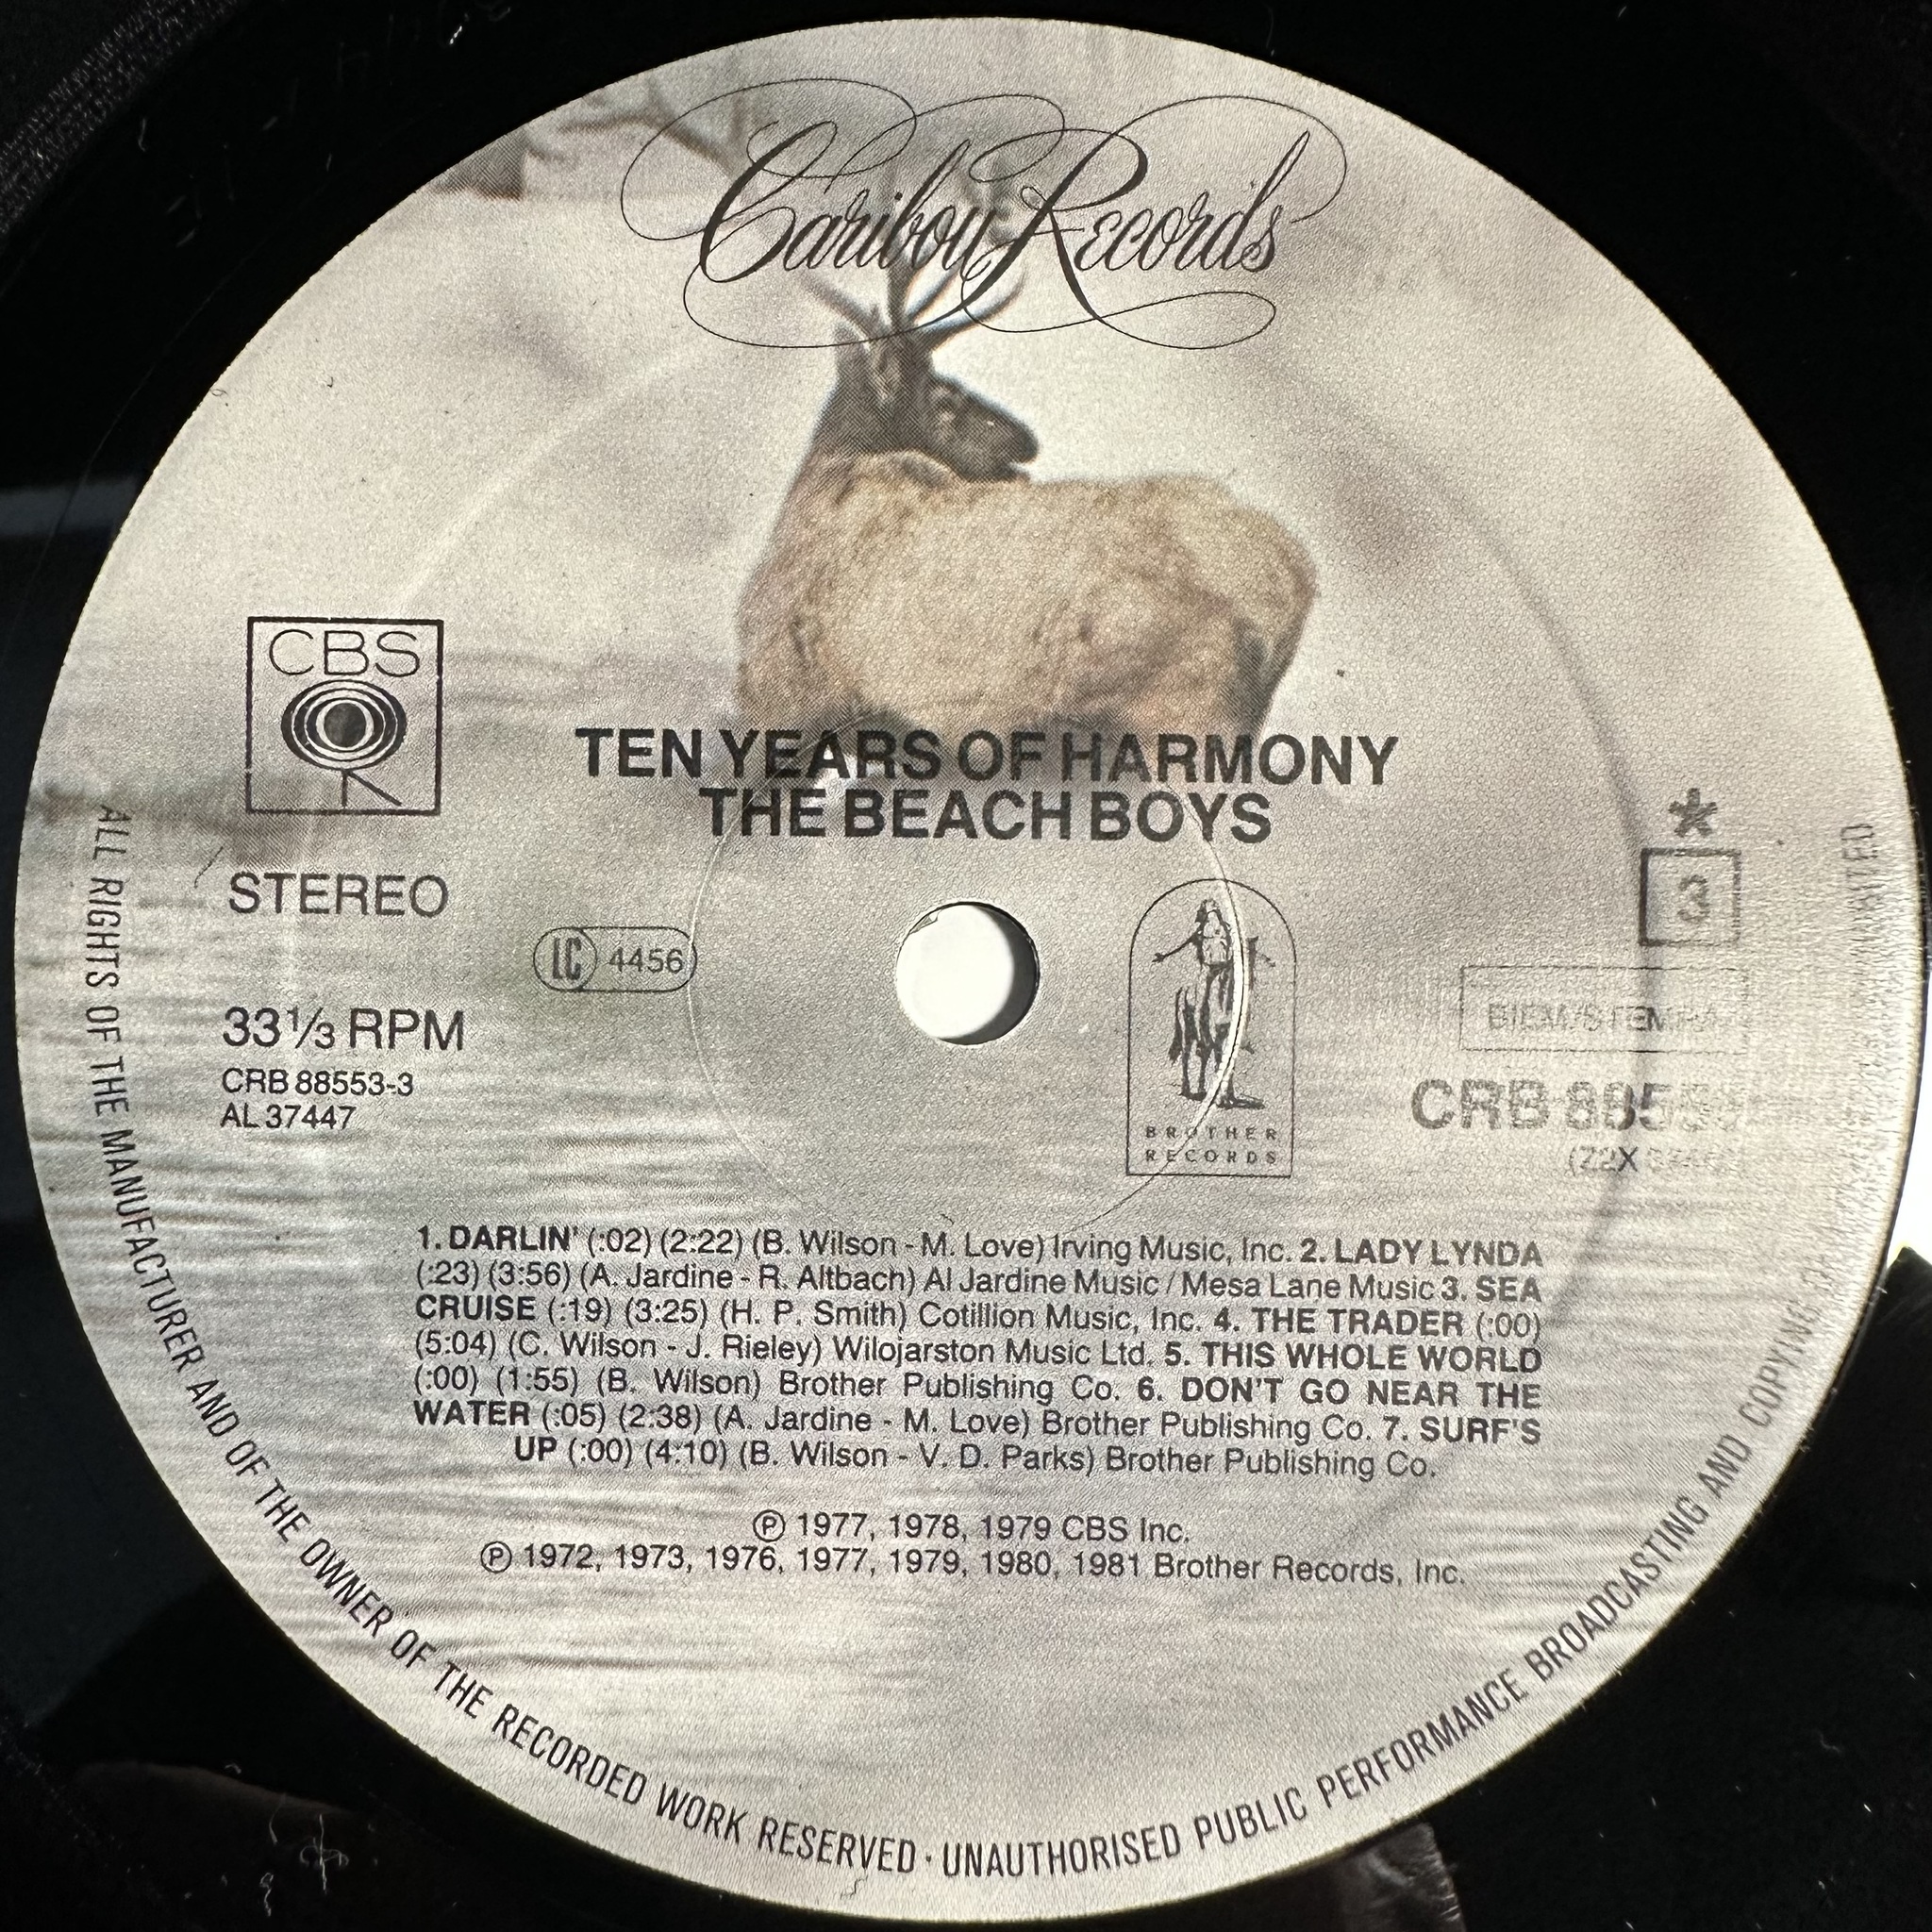 Caribou Records
CBS
TEN YEARS OF HARMONY
THE BEACH BOYS
STEREO
LC 4456
33⅓ RPM
CRB 88553-3
AL 37447
*
3
BIEM/STEMRA
BROTHER
RECORDS
CRB
(Z2X
1. DARLIN' (:02) (2:22) (B. Wilson - M. Love) Irving Music, Inc. 2. LADY LYNDA
(:23) (3:56) (A. Jardine - R. Altbach) Al Jardine Music / Mesa Lane Music 3. SEA
CRUISE (:19) (3:25) (H. P. Smith) Cotillion Music, Inc. 4. THE TRADER (:00)
(5:04) (C. Wilson - J. Rieley) Wilojarston Music Ltd. 5. THIS WHOLE WORLD
(:00) (1:55) (B. Wilson) Brother Publishing Co. 6. DON'T GO NEAR THE
WATER (:05) (2:38) (A. Jardine - M. Love) Brother Publishing Co. 7. SURF'S
UP (:00) (4:10) (B. Wilson - V. D. Parks) Brother Publishing Co.
Ⓟ 1977, 1978, 1979 CBS Inc.
Ⓟ 1972, 1973, 1976, 1977, 1979, 1980, 1981 Brother Records, Inc.
ALL RIGHTS OF THE MANUFACTURER AND OF THE OWNER OF THE RECORDED WORK RESERVED · UNAUTHORISED PUBLIC PERFORMANCE BROADCASTING AND COPYING